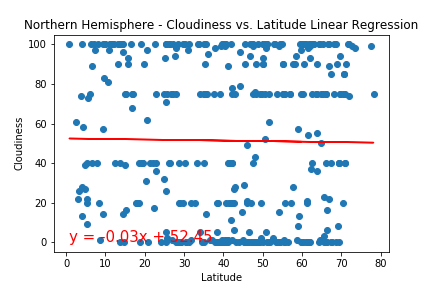 Northern Hemisphere - Cloudiness vs. Latitude Linear Regression
100
80
60
40
20
0
Cloudiness
y = -0.03x + 52.45
0 10 20 30 40 50 60 70 80
Latitude